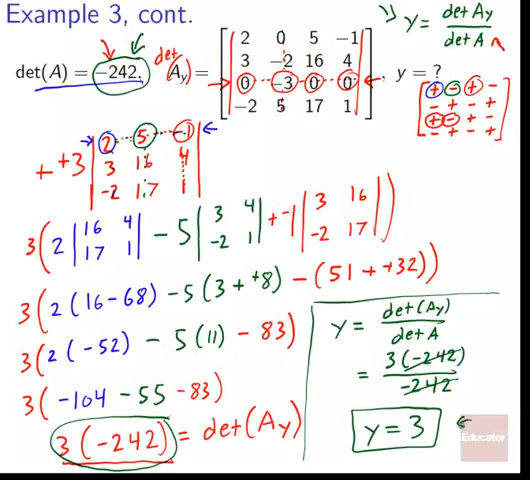 Example 3, cont.
y = det Ay / det A
det(A) = −242, det Ay = [ 2 0 5 −1
3 −2 16 4
0 −3 0 0
−2 5 17 1 ] , y = ?
[ + − + −
− + − +
+ − + −
− + − + ]
+ +3 | 2 5 −1
3 16 4
−2 17 1 |
3( 2 | 16 4
17 1 | − 5 | 3 4
−2 1 | + −1 | 3 16
−2 17 | )
3( 2(16−68) − 5(3 + +8) − (51 + +32))
3( 2(−52) − 5(11) − 83)
3( −104 − 55 − 83)
3(−242) = det(Ay)
y = det(Ay) / det A
= 3(−242) / −242
y = 3
Educator